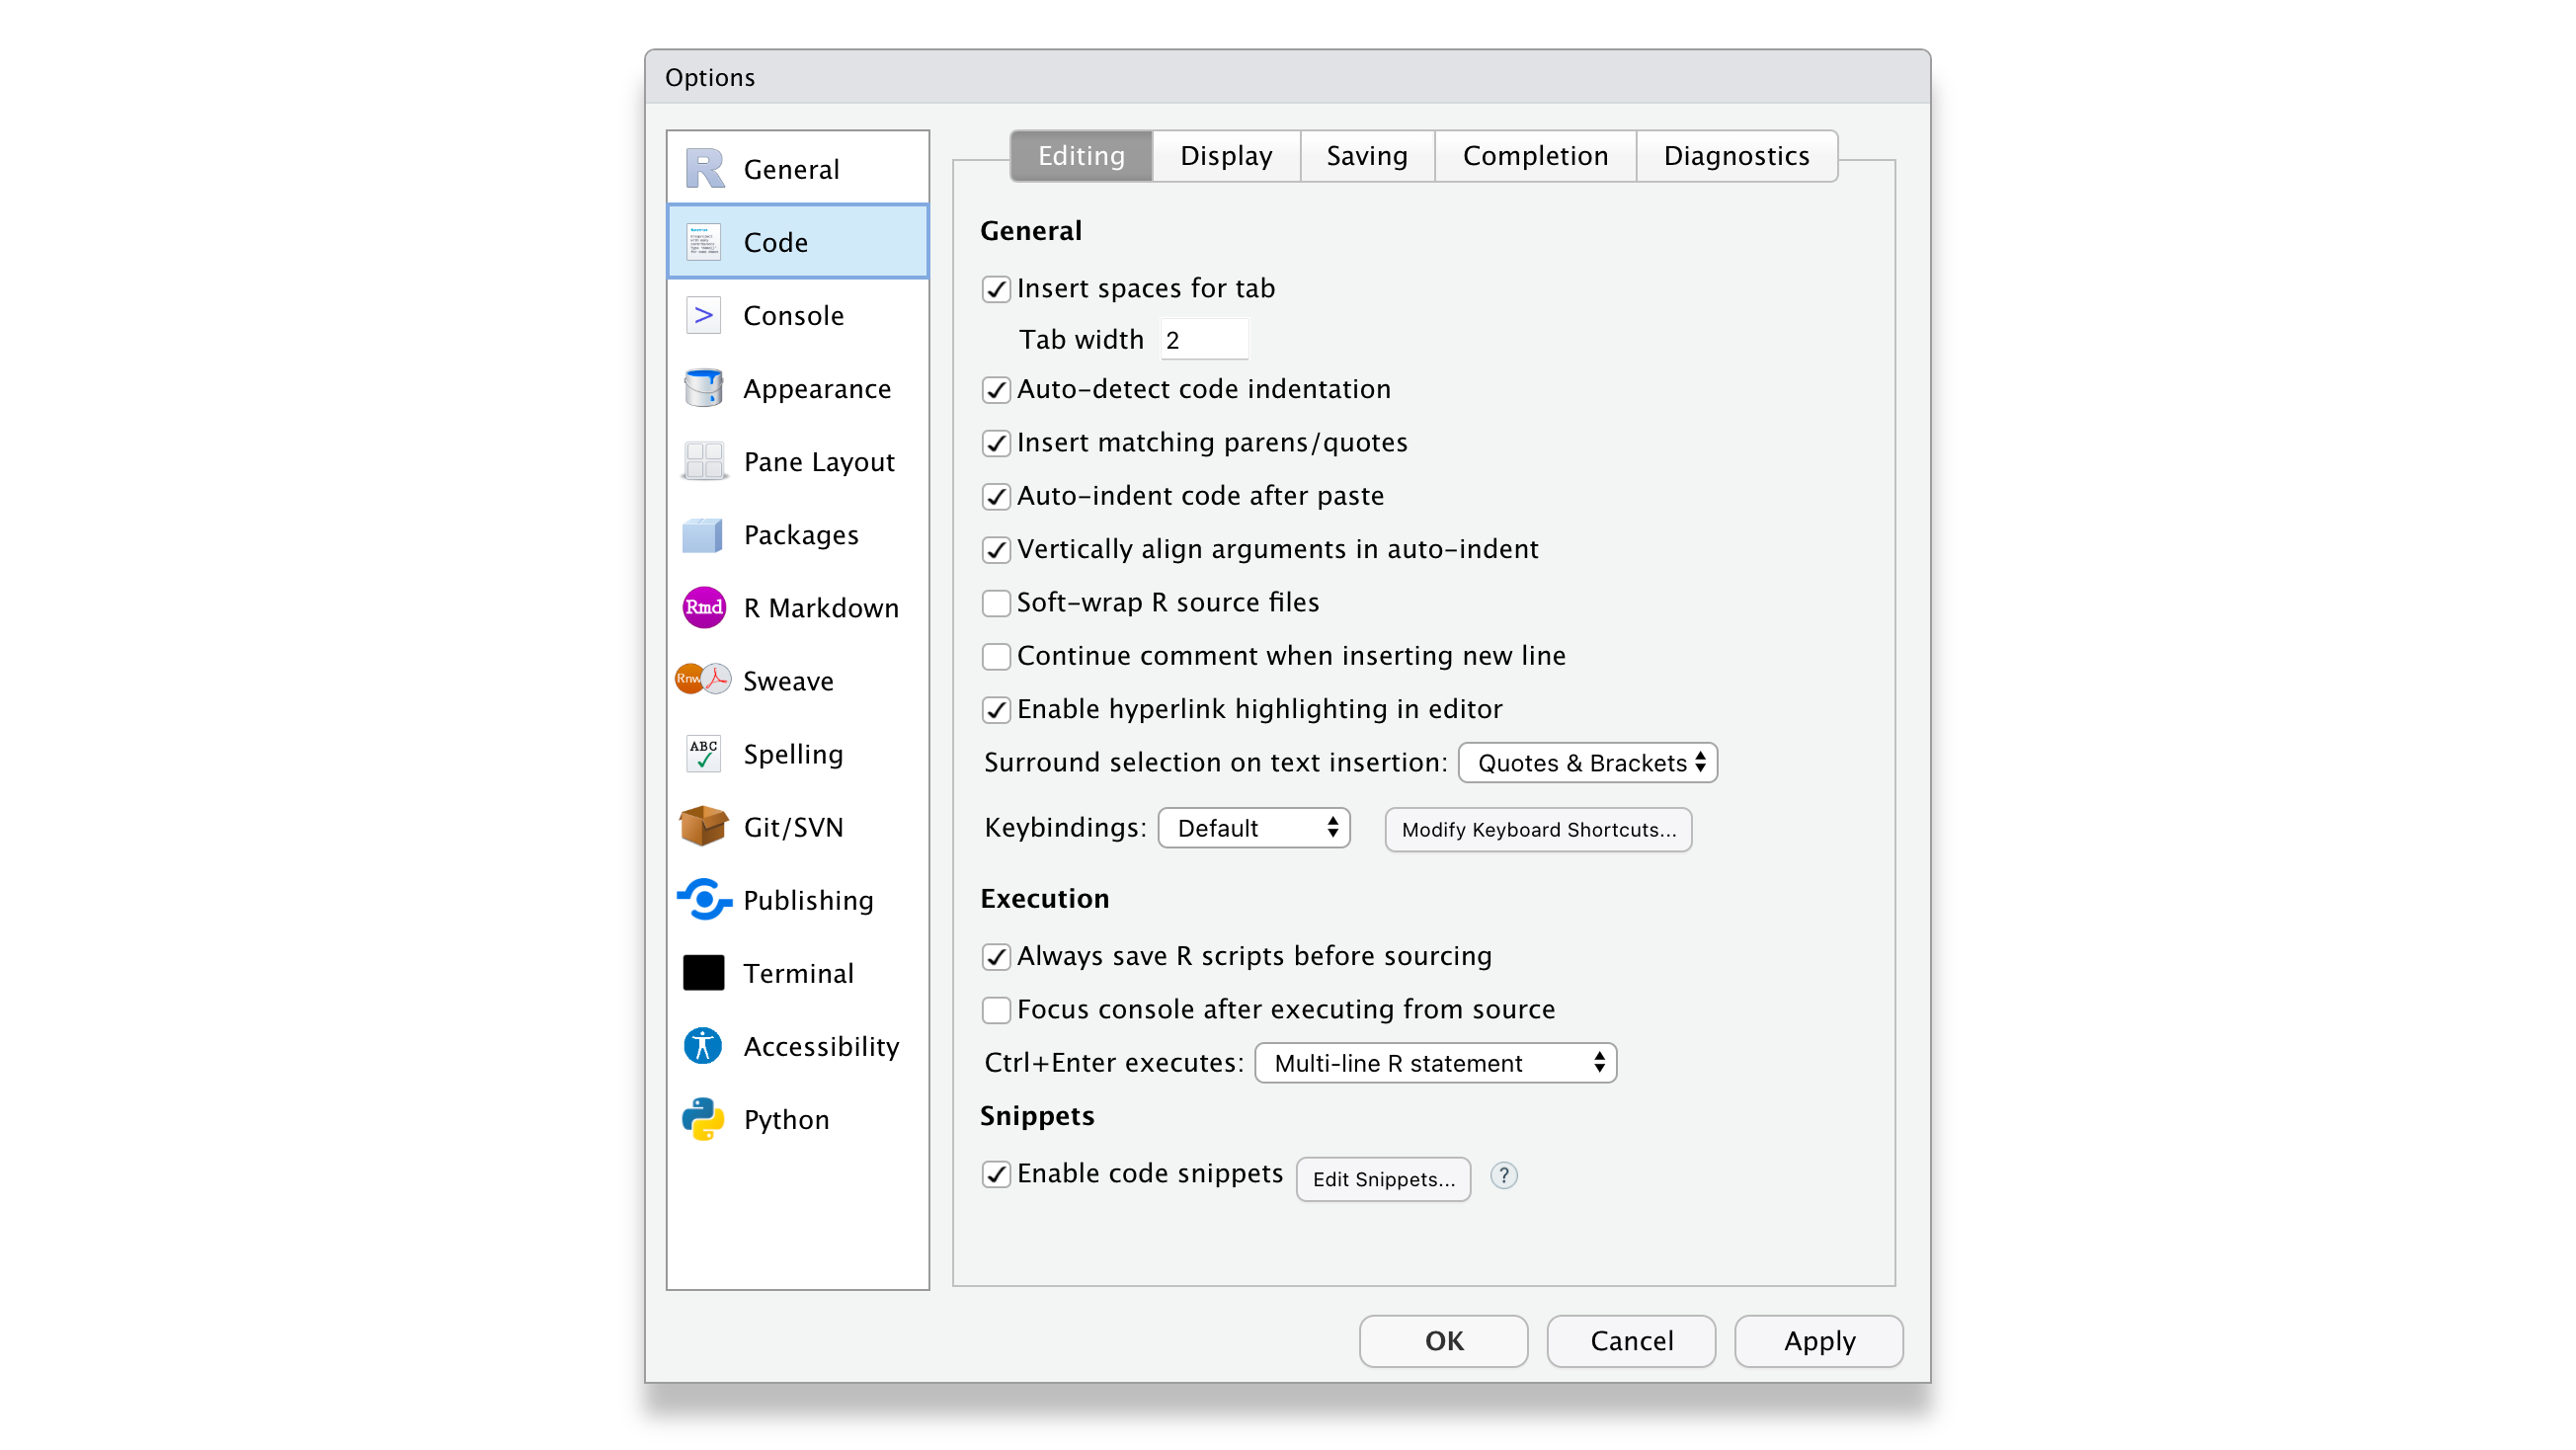 Options
General
Code
Console
>
Appearance
Pane Layout
Packages
Rmd R Markdown
Rnw Sweave
ABC Spelling
Git/SVN
Publishing
Terminal
Accessibility
Python
Editing Display Saving Completion Diagnostics
General
Insert spaces for tab
Tab width 2
Auto-detect code indentation
Insert matching parens/quotes
Auto-indent code after paste
Vertically align arguments in auto-indent
Soft-wrap R source files
Continue comment when inserting new line
Enable hyperlink highlighting in editor
Surround selection on text insertion: Quotes & Brackets
Keybindings: Default Modify Keyboard Shortcuts...
Execution
Always save R scripts before sourcing
Focus console after executing from source
Ctrl+Enter executes: Multi-line R statement
Snippets
Enable code snippets Edit Snippets... ?
OK Cancel Apply